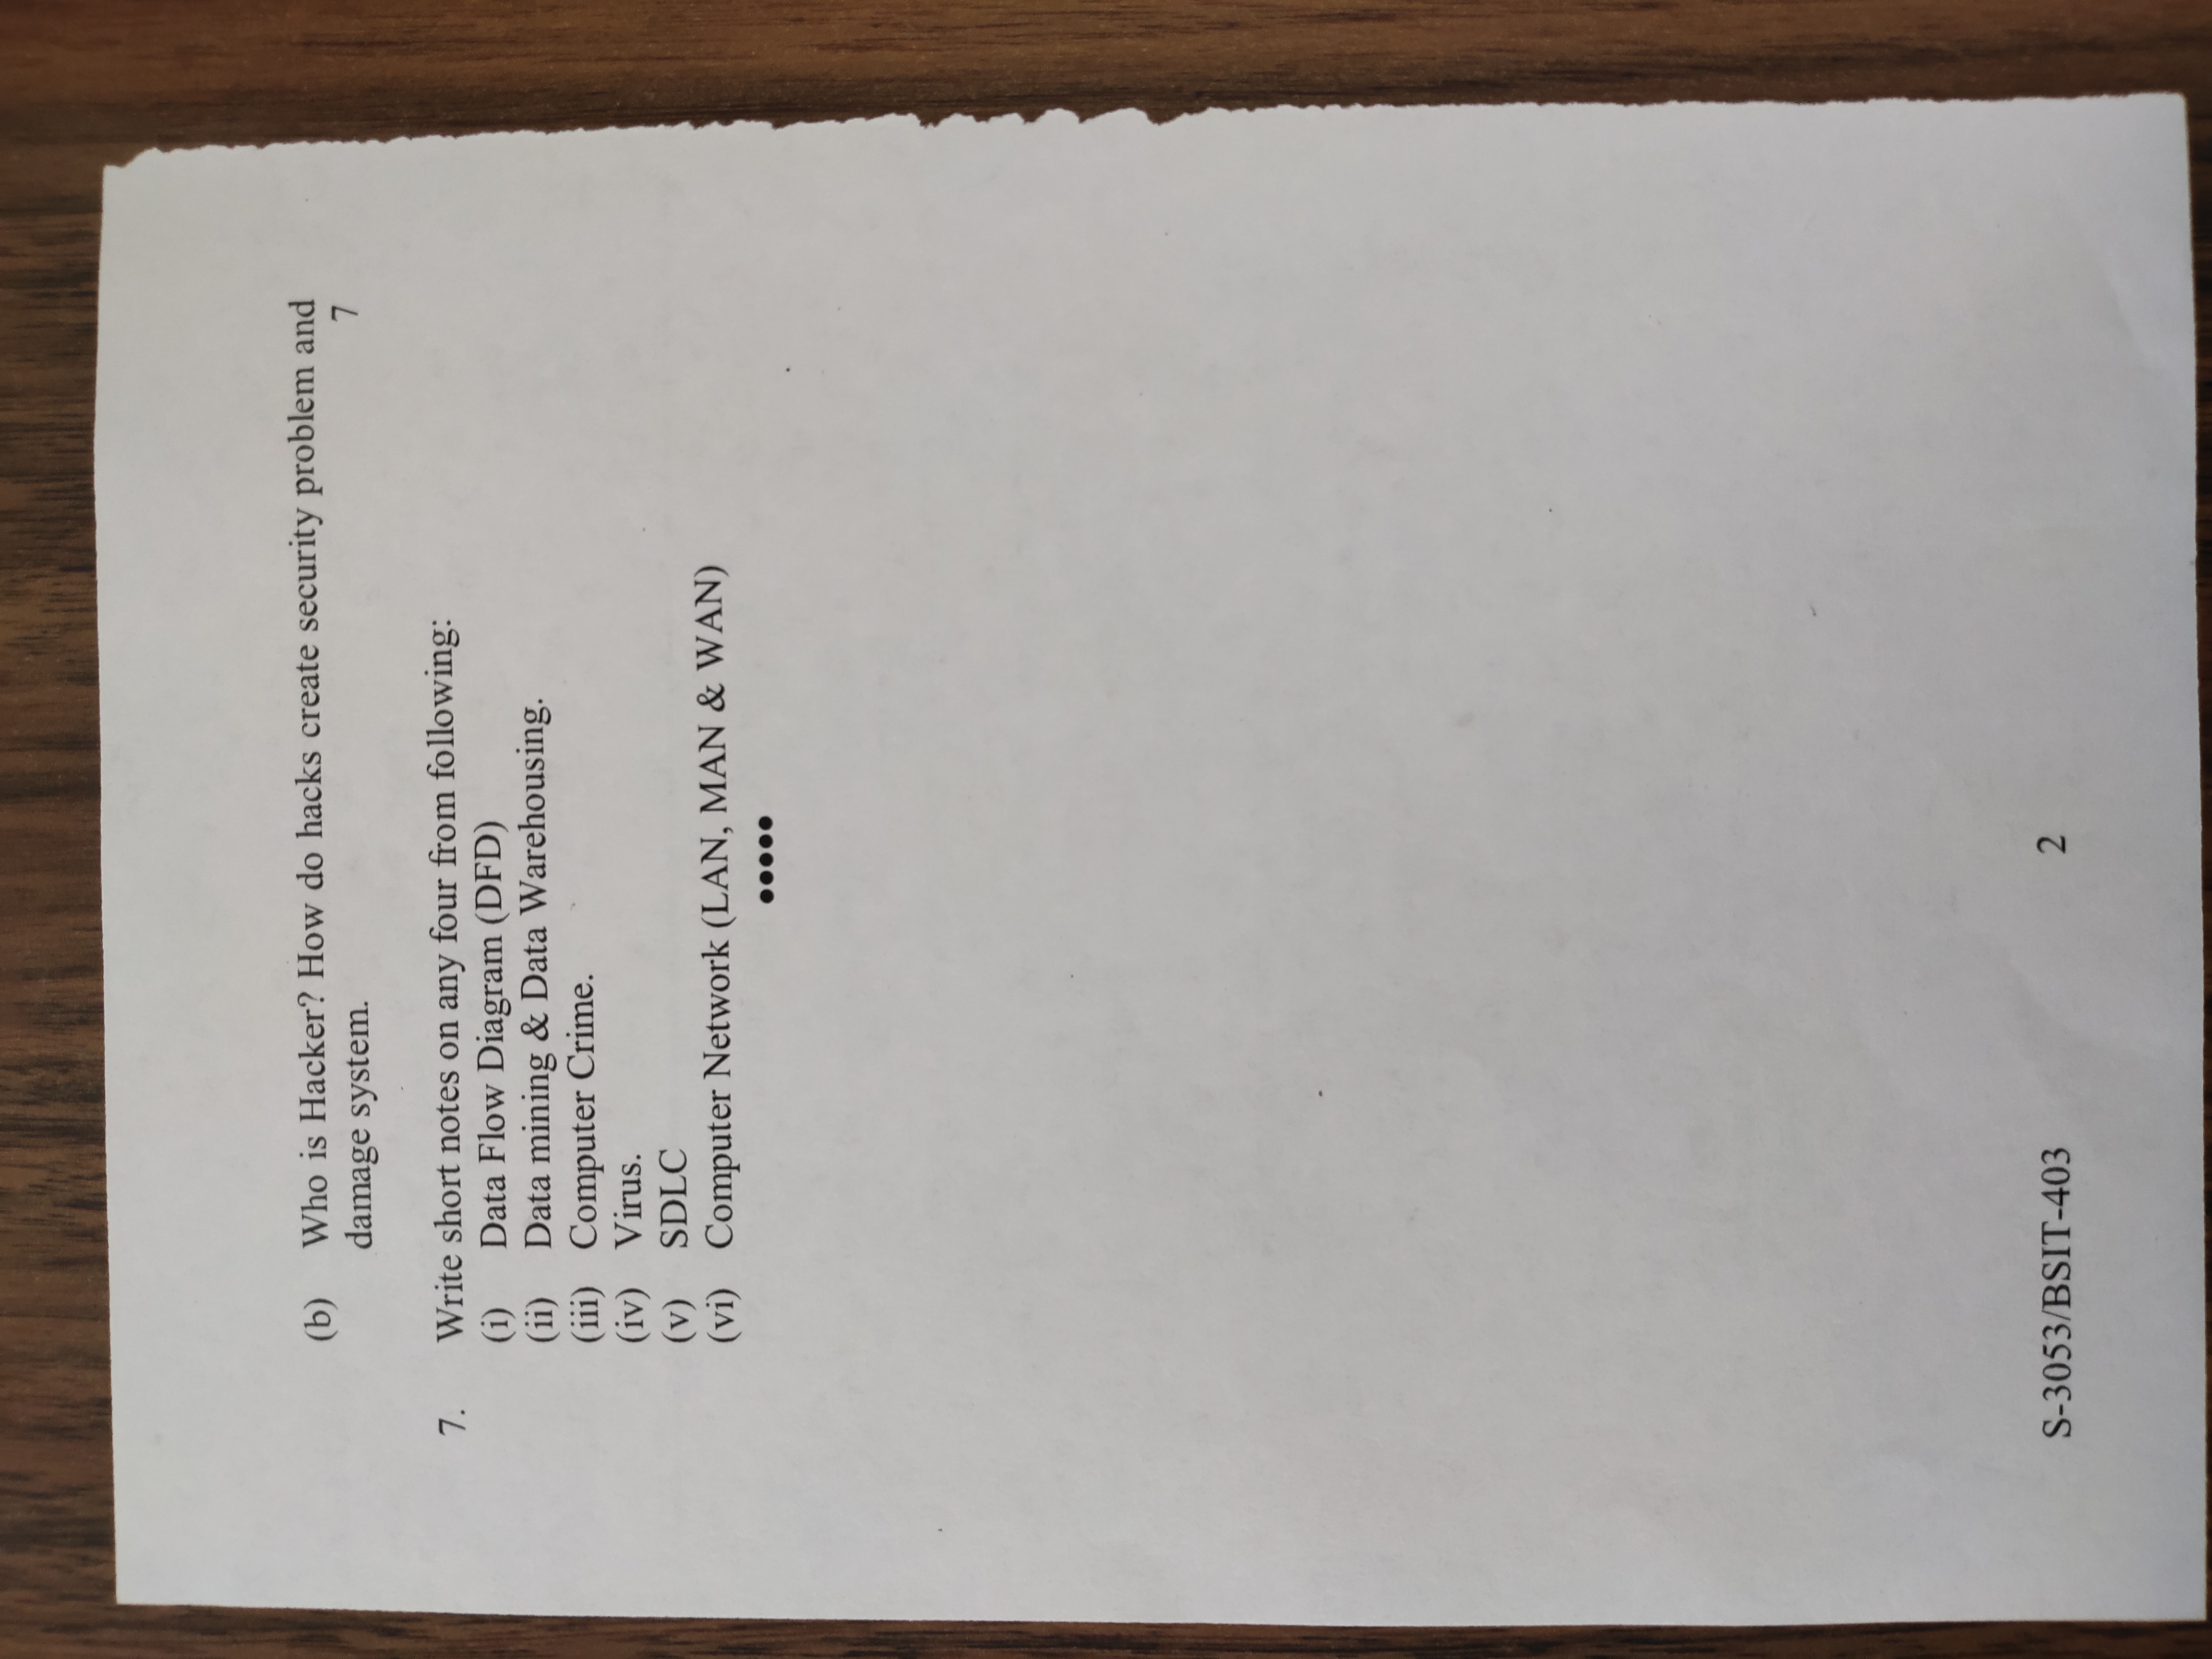 (b) Who is Hacker? How do hacks create security problem and
damage system. 7
7. Write short notes on any four from following:
(i) Data Flow Diagram (DFD)
(ii) Data mining & Data Warehousing.
(iii) Computer Crime.
(iv) Virus.
(v) SDLC
(vi) Computer Network (LAN, MAN & WAN)
•••••
S-3053/BSIT-403 2